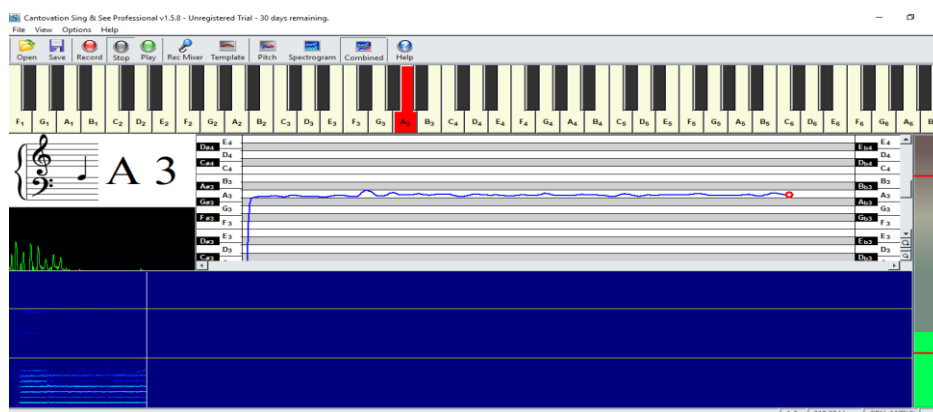 Cantovation Sing & See Professional v1.5.8 - Unregistered Trial - 30 days remaining.
File View Options Help
Open Save Record Stop Play Rec Mixer Template Pitch Spectrogram Combined Help
F1 G1 A1 B1 C2 D2 E2 F2 G2 A2 B2 C3 D3 E3 F3 G3 A3 B3 C4 D4 E4 F4 G4 A4 B4 C5 D5 E5 F5 G5 A5 B5 C6 D6 E6 F6 G6 A6 B
A 3
D#4 E4 Eb4 E4
D4 D4
C#4 C4 Db4 C4
A#3 B3 Bb3 B3
A3 A3
G#3 G3 Ab3 G3
F#3 F3 Gb3 F3
D#3 E3 Eb3 E3
D3 D3
C#3 Db3